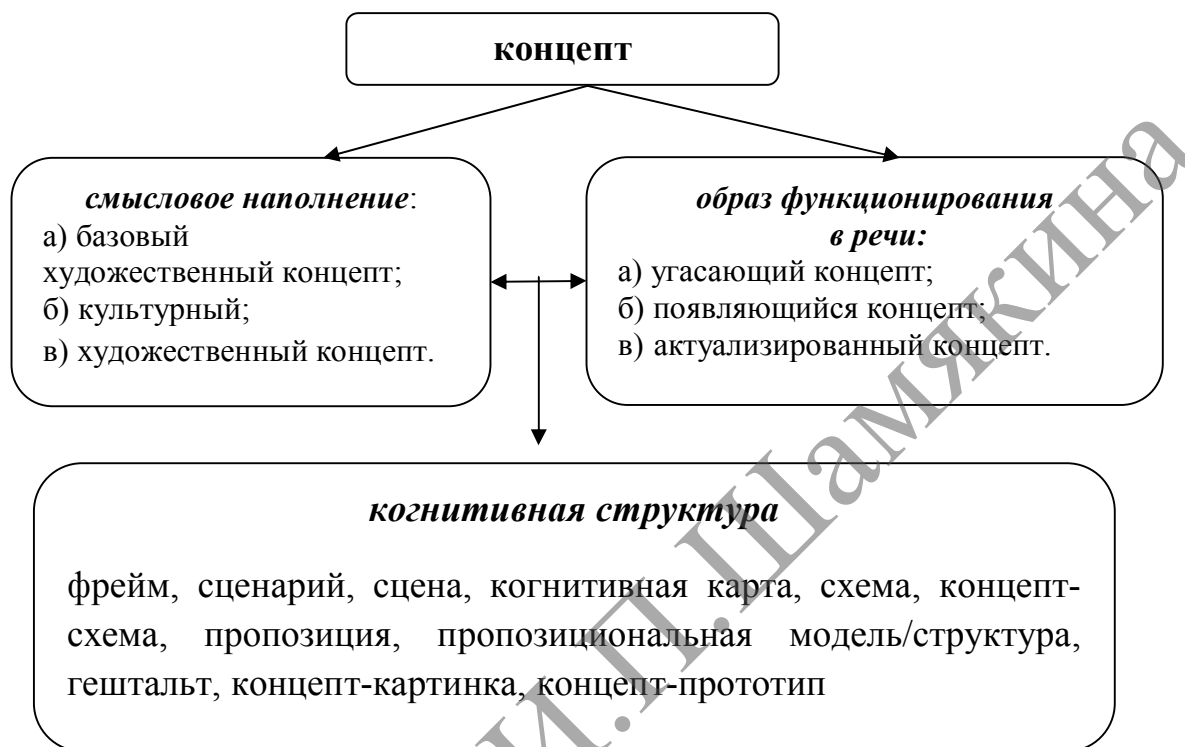 концепт
смысловое наполнение:
а) базовый
художественный концепт;
б) культурный;
в) художественный концепт.
образ функционирования
в речи:
а) угасающий концепт;
б) появляющийся концепт;
в) актуализированный концепт.
когнитивная структура
фрейм, сценарий, сцена, когнитивная карта, схема, концепт-
схема, пропозиция, пропозициональная модель/структура,
гештальт, концепт-картинка, концепт-прототип
И.П.Шамякина